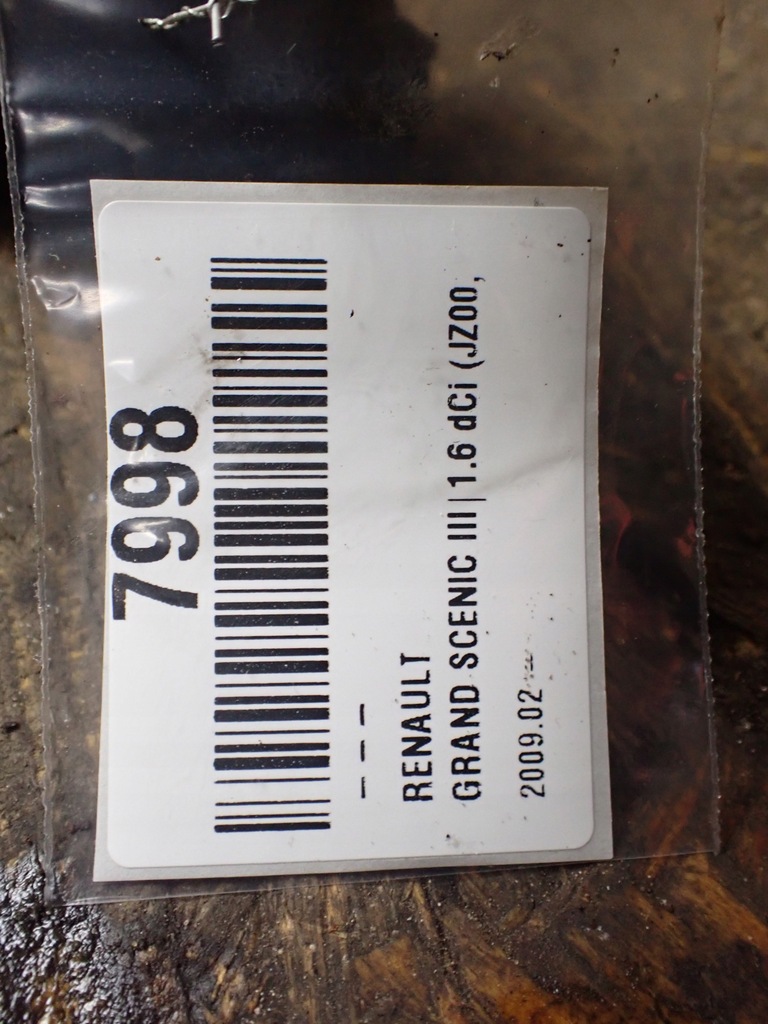 7998
– – –
RENAULT
GRAND SCENIC III | 1.6 dCi (JZ00,
2009.02